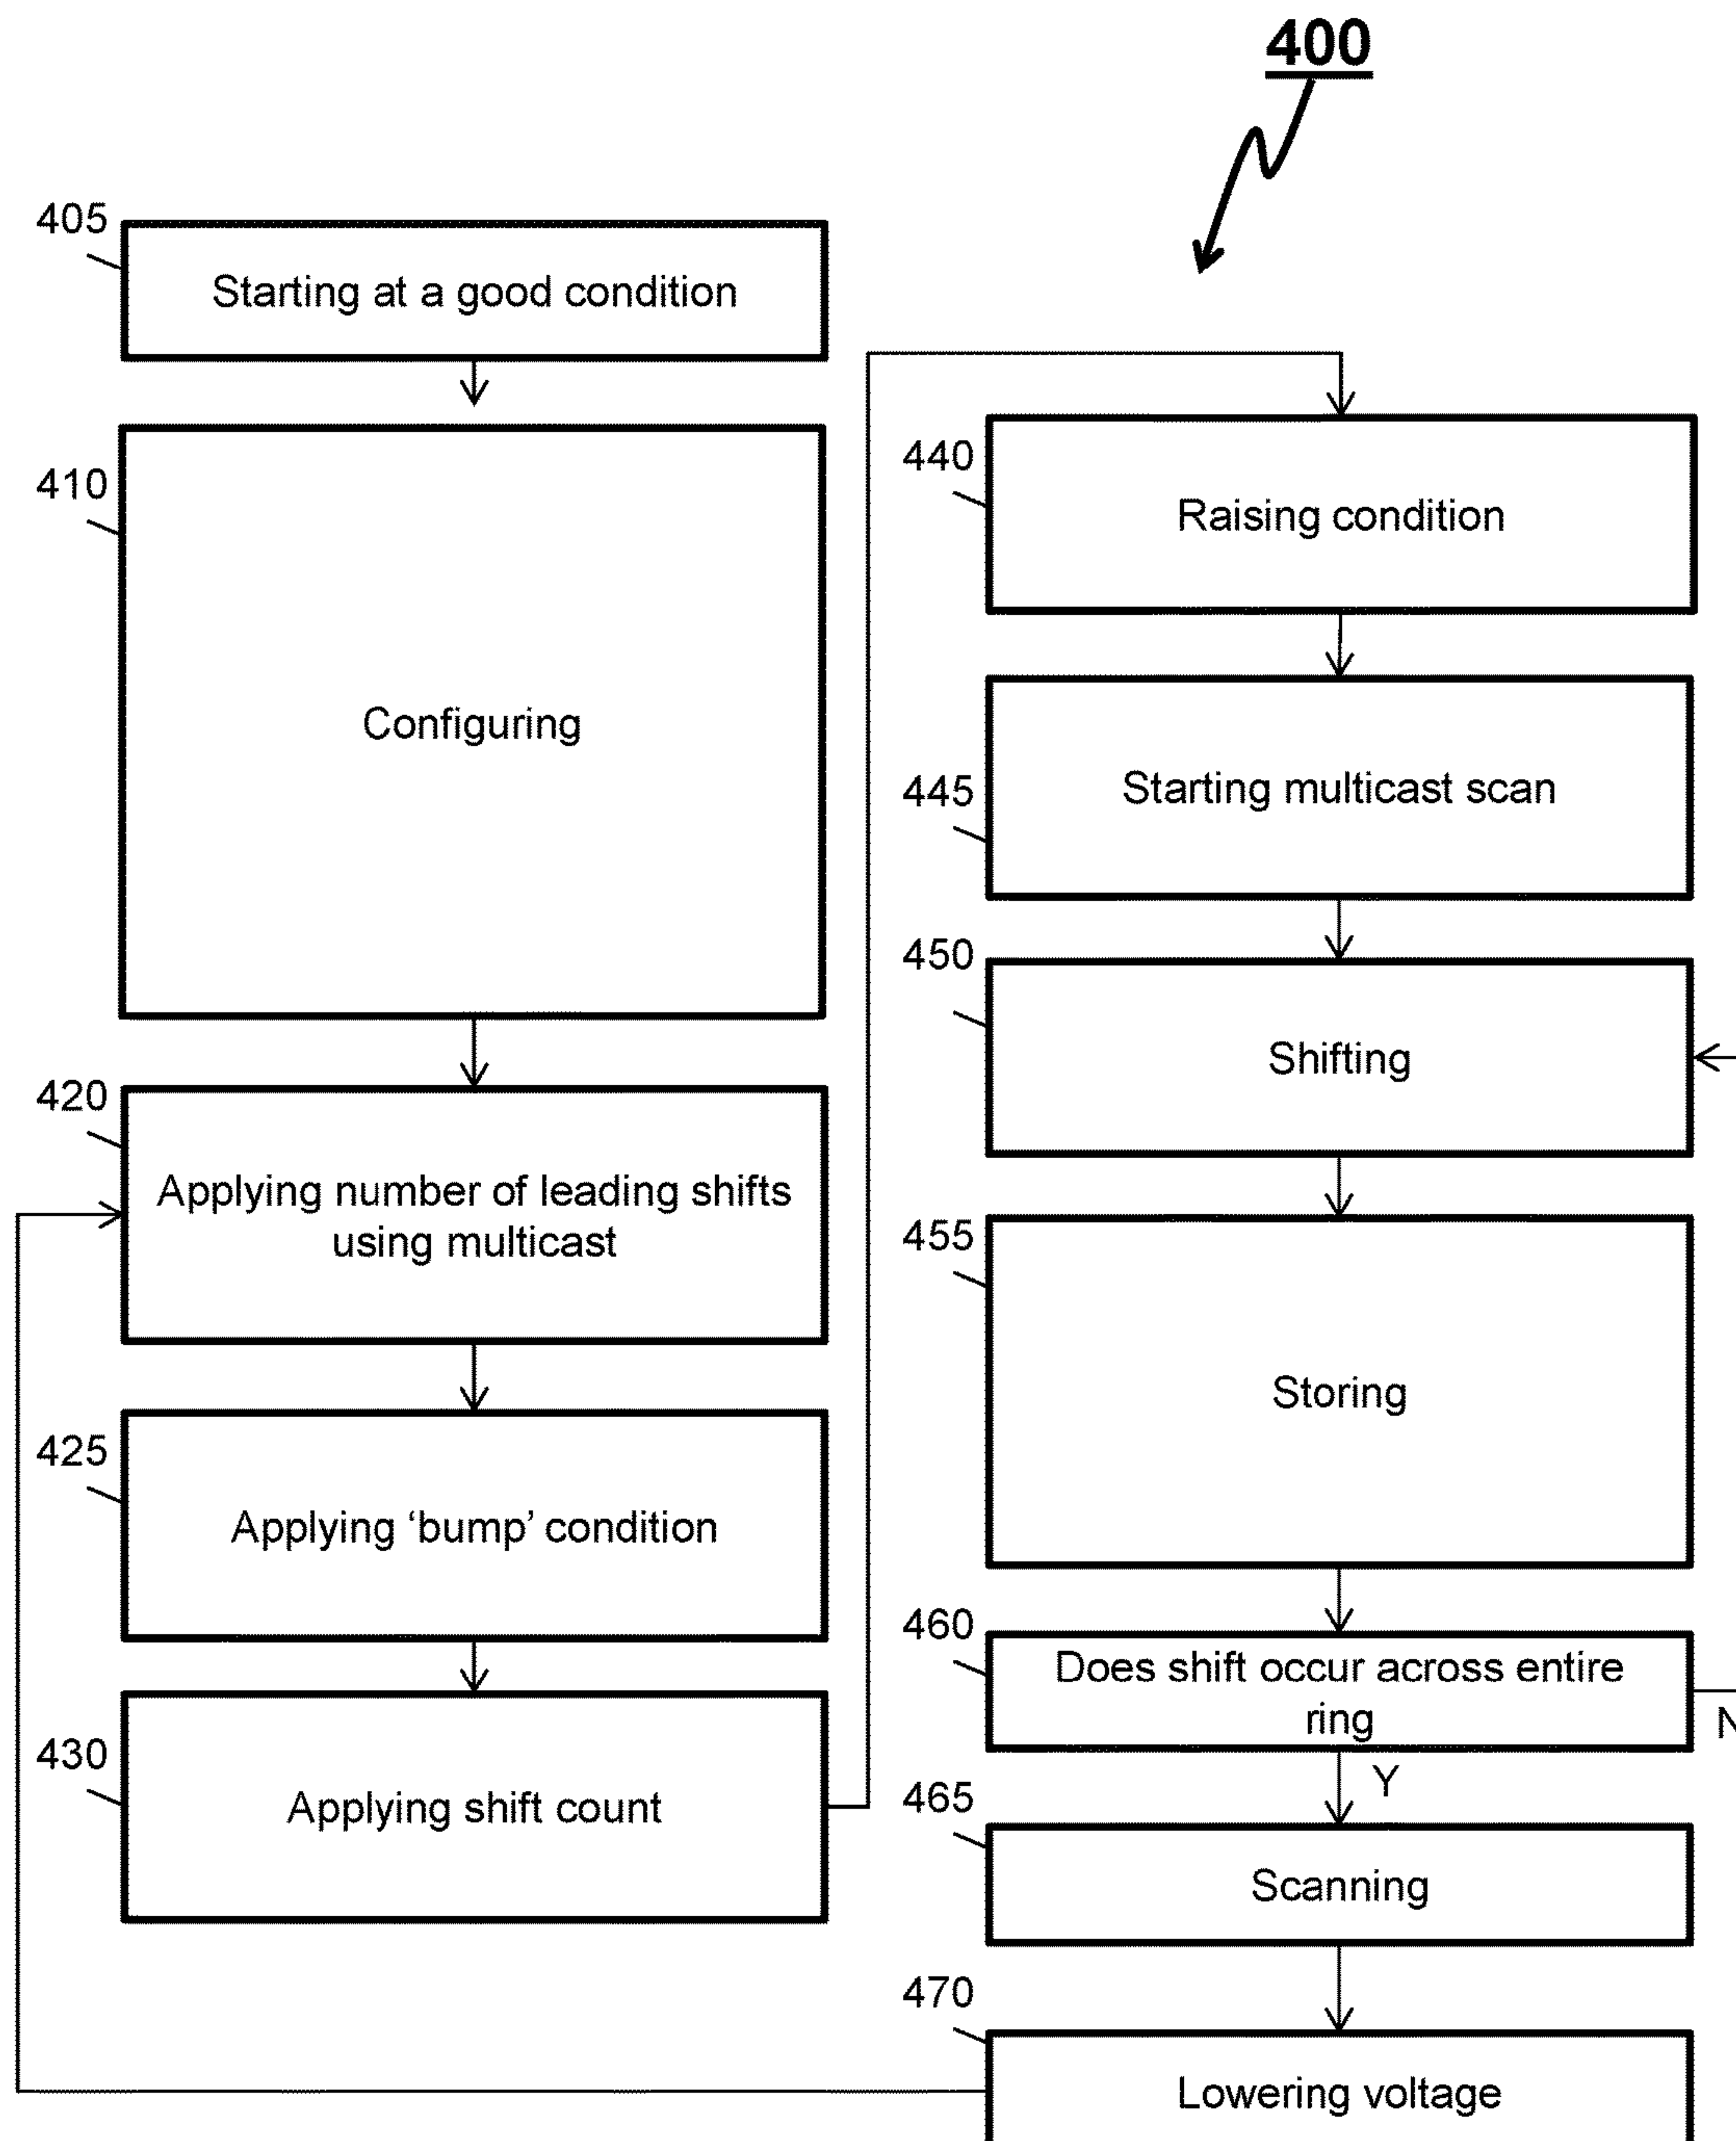 400
405
Starting at a good condition
410
Configuring
420
Applying number of leading shifts
using multicast
425
Applying ‘bump’ condition
430
Applying shift count
440
Raising condition
445
Starting multicast scan
450
Shifting
455
Storing
460
Does shift occur across entire
ring
N
Y
465
Scanning
470
Lowering voltage